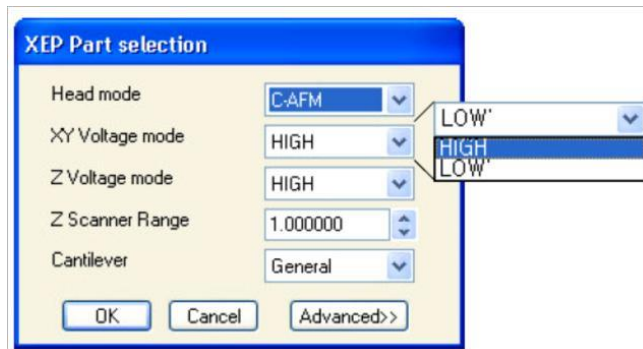 XEP Part selection
Head mode C-AFM
XY Voltage mode HIGH
LOW'
HIGH
LOW'
Z Voltage mode HIGH
Z Scanner Range 1.000000
Cantilever General
OK Cancel Advanced>>